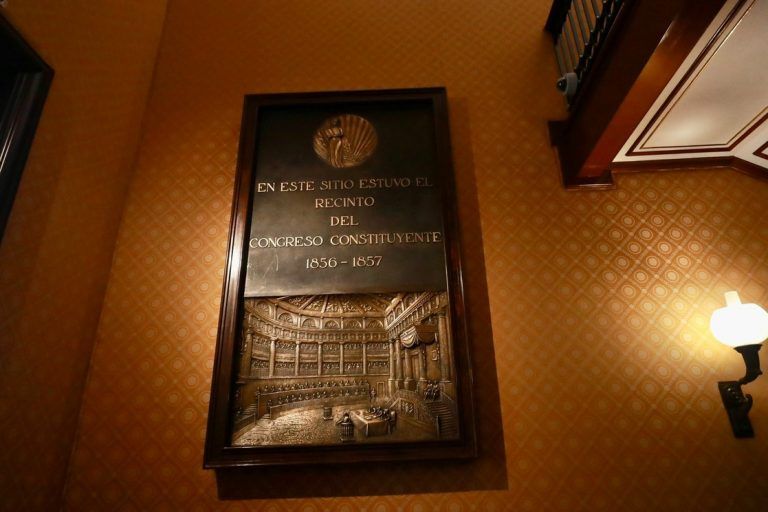 EN ESTE SITIO ESTUVO EL
RECINTO
DEL
CONGRESO CONSTITUYENTE
1856 - 1857